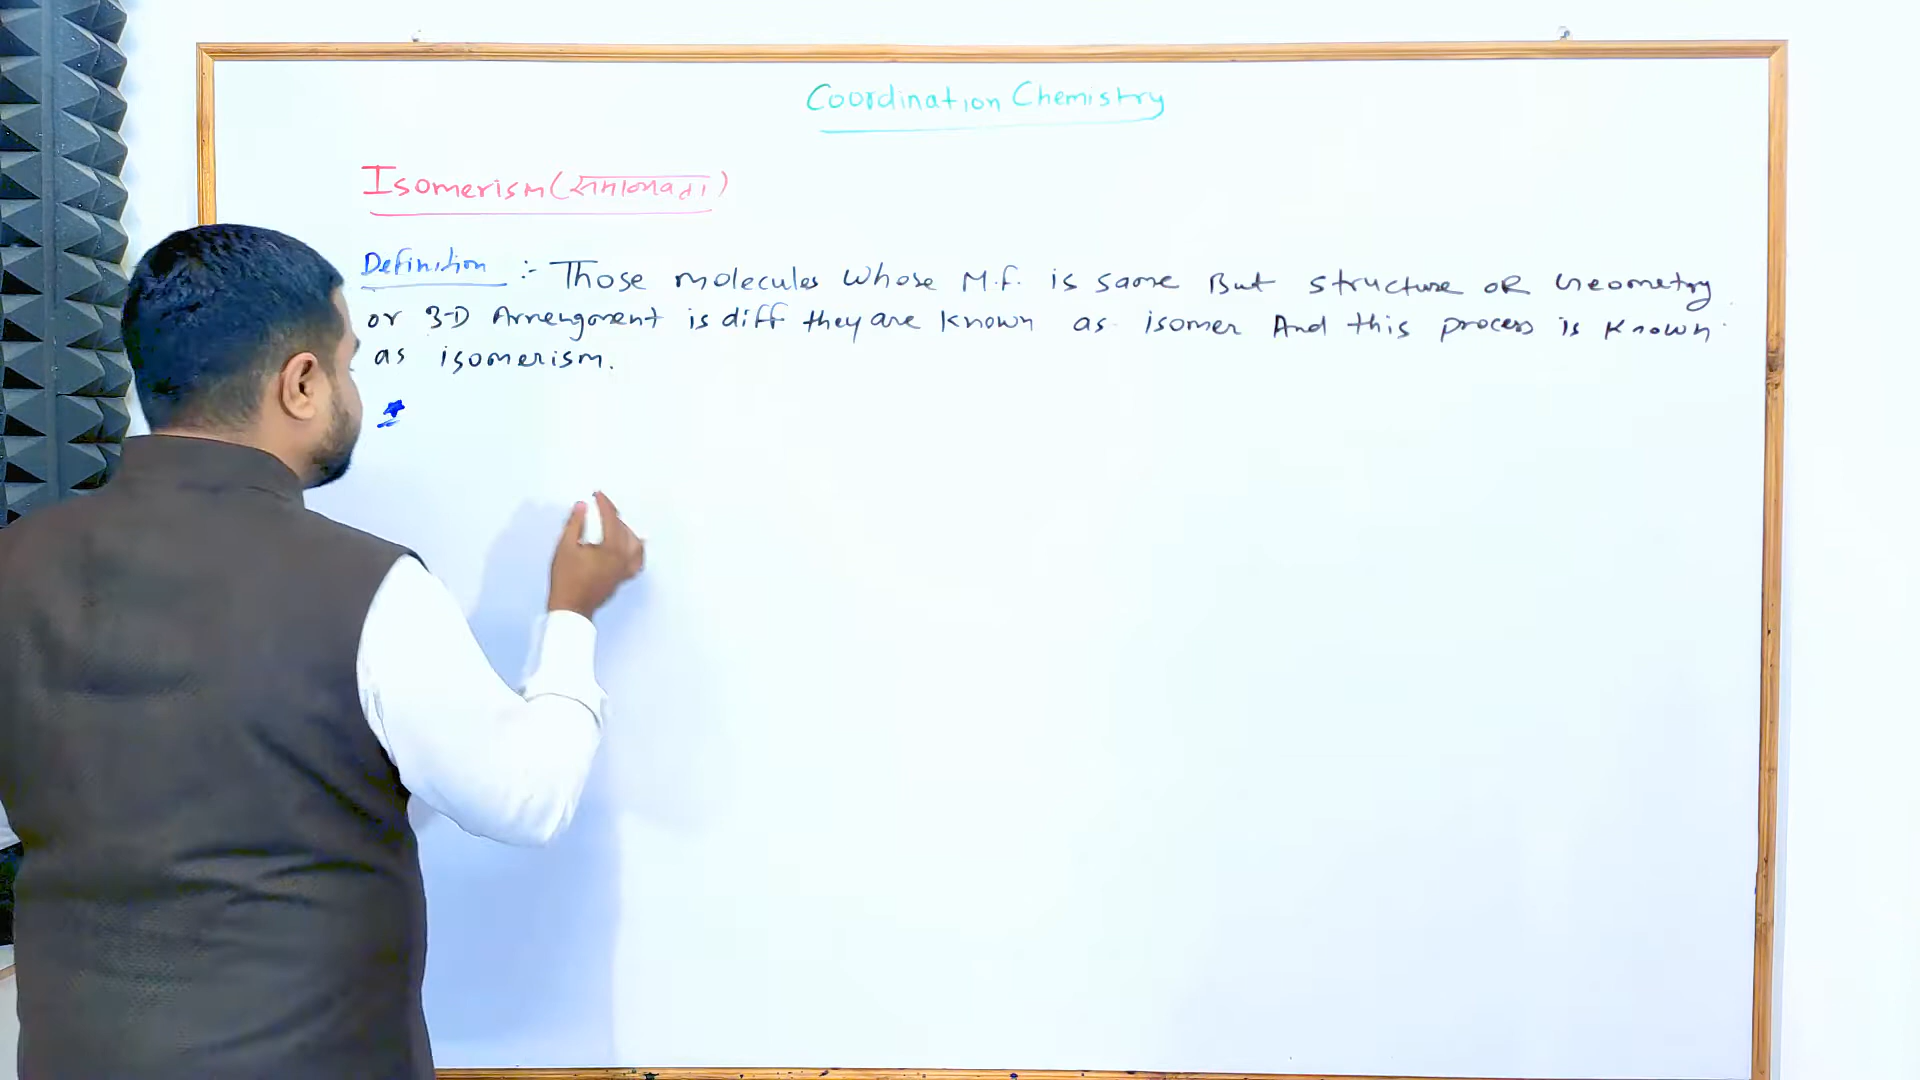 Coordination Chemistry
Isomerism (समावयवता)
Definition :- Those molecules whose M.F. is same But structure OR Geometry
or 3-D Arrengoment is diff they are known as isomer And this process is known
as isomerism.